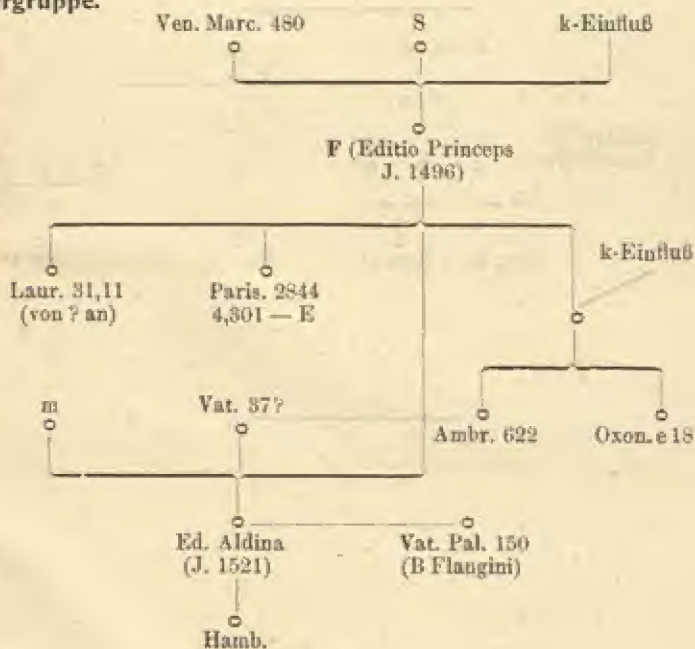 rgruppe.
Ven. Marc. 480 S k-Einfluß
F (Editio Princeps
J. 1496)
k-Einfluß
Laur. 31,11 Paris. 2844
(von ? an) 4,301 — E
m Vat. 37?
Ambr. 622 Oxon. e 18
Ed. Aldina Vat. Pal. 150
(J. 1521) (B Flangini)
Hamb.